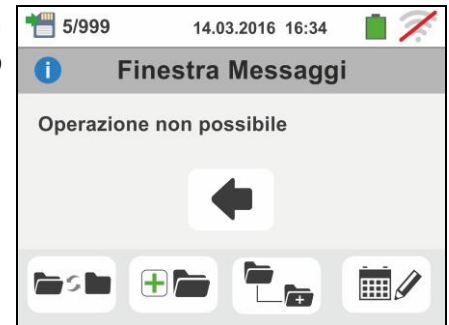 5/999 14.03.2016 16:34
Finestra Messaggi
Operazione non possibile